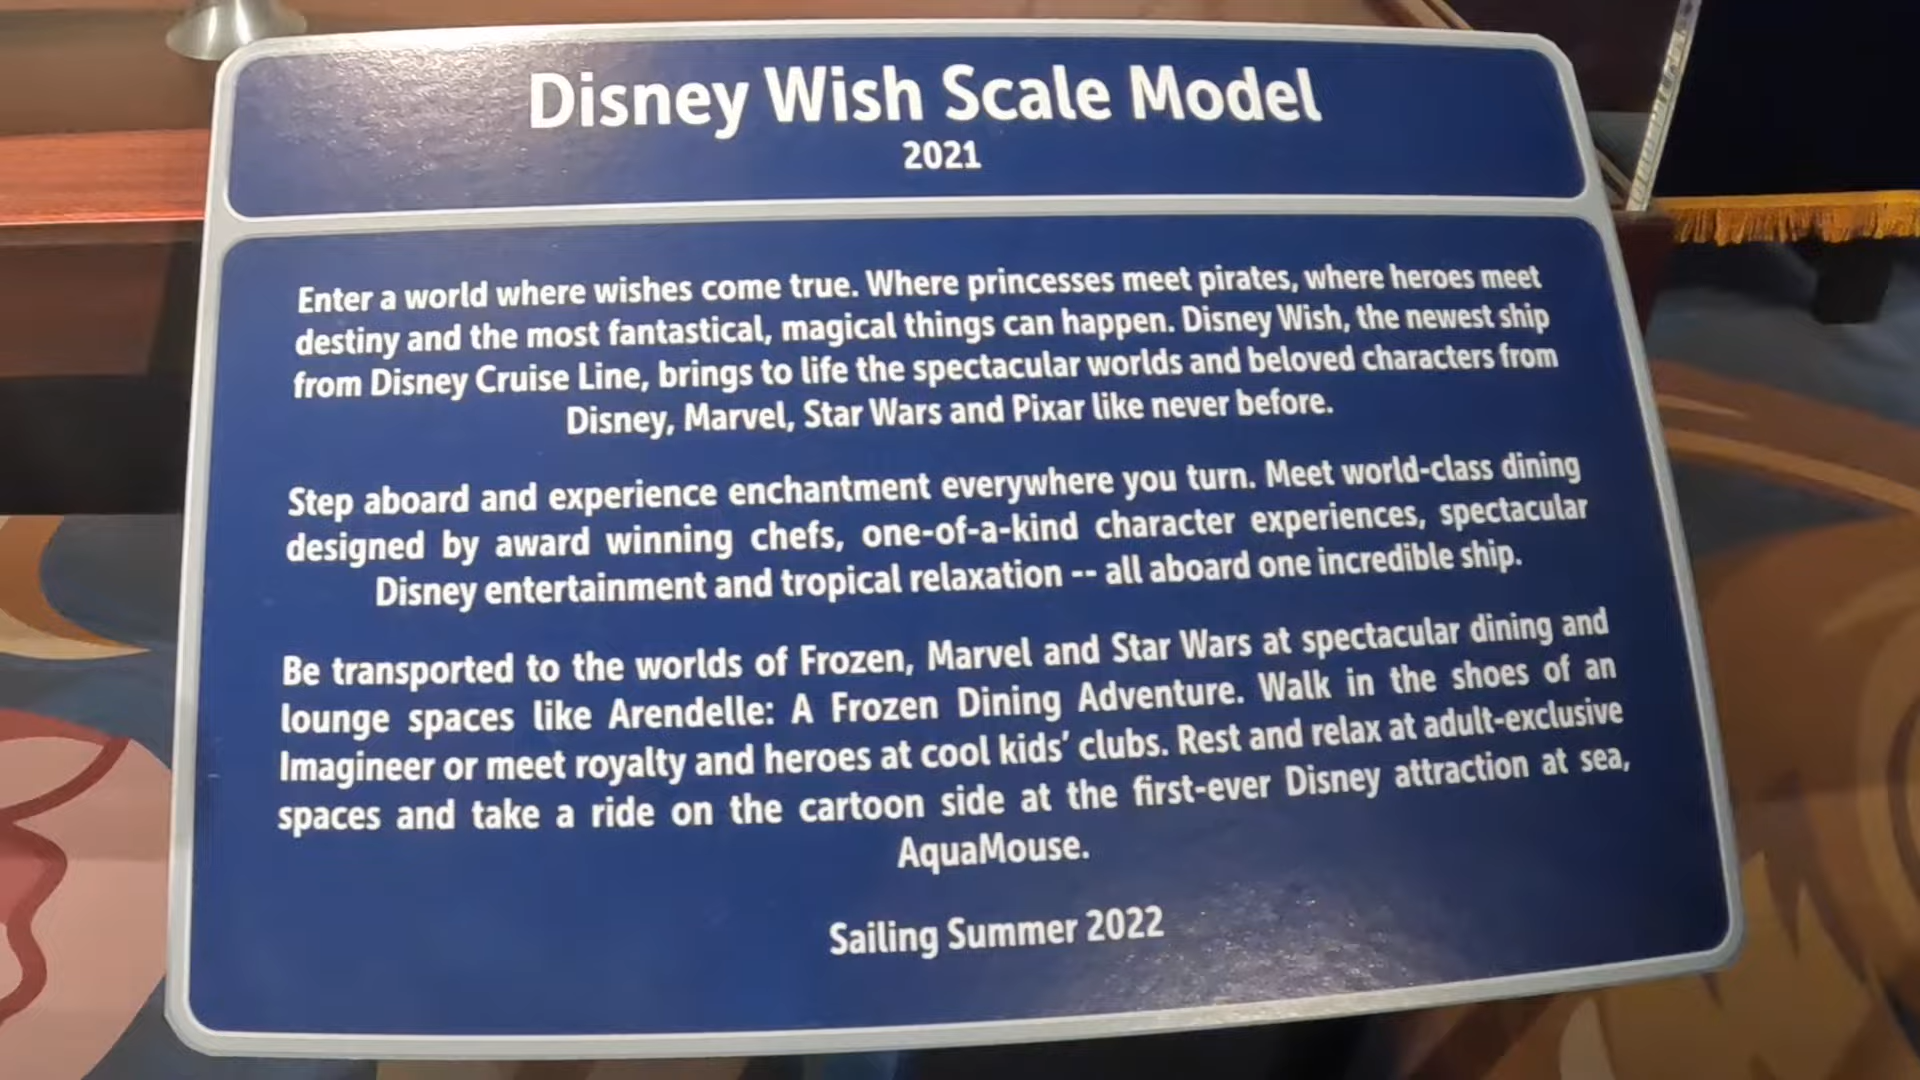 Disney Wish Scale Model
2021
Enter a world where wishes come true. Where princesses meet pirates, where heroes meet
destiny and the most fantastical, magical things can happen. Disney Wish, the newest ship
from Disney Cruise Line, brings to life the spectacular worlds and beloved characters from
Disney, Marvel, Star Wars and Pixar like never before.
Step aboard and experience enchantment everywhere you turn. Meet world-class dining
designed by award winning chefs, one-of-a-kind character experiences, spectacular
Disney entertainment and tropical relaxation -- all aboard one incredible ship.
Be transported to the worlds of Frozen, Marvel and Star Wars at spectacular dining and
lounge spaces like Arendelle: A Frozen Dining Adventure. Walk in the shoes of an
Imagineer or meet royalty and heroes at cool kids’ clubs. Rest and relax at adult-exclusive
spaces and take a ride on the cartoon side at the first-ever Disney attraction at sea,
AquaMouse.
Sailing Summer 2022